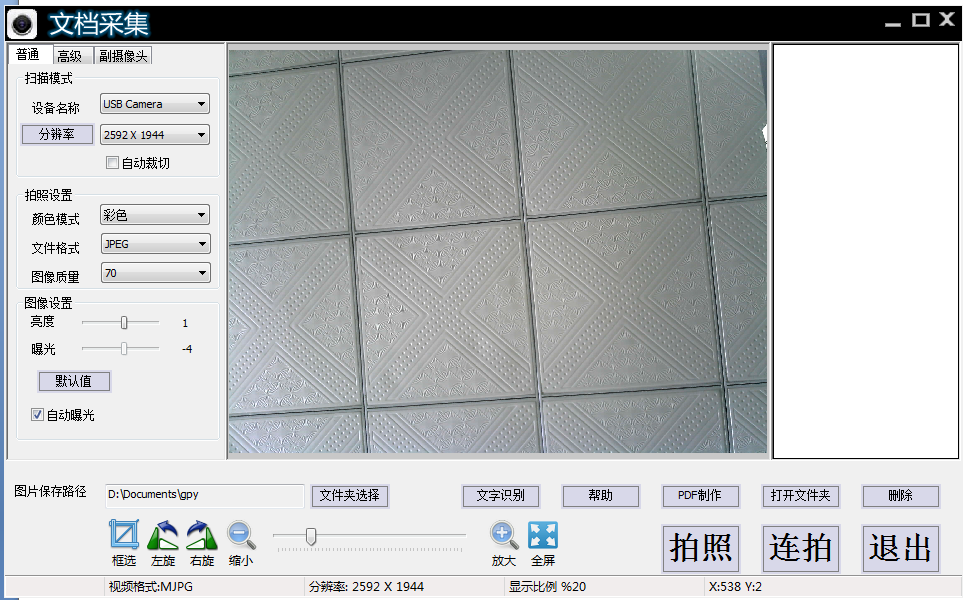 文档采集
普通 高级 副摄像头
扫描模式
设备名称 USB Camera
分辨率 2592 X 1944
自动裁切
拍照设置
颜色模式 彩色
文件格式 JPEG
图像质量 70
图像设置
亮度 1
曝光 -4
默认值
自动曝光
图片保存路径 D:\Documents\gpy 文件夹选择 文字识别 帮助 PDF制作 打开文件夹 删除
框选 左旋 右旋 缩小 放大 全屏 拍照 连拍 退出
视频格式:MJPG 分辨率: 2592 X 1944 显示比例 %20 X:538 Y:2